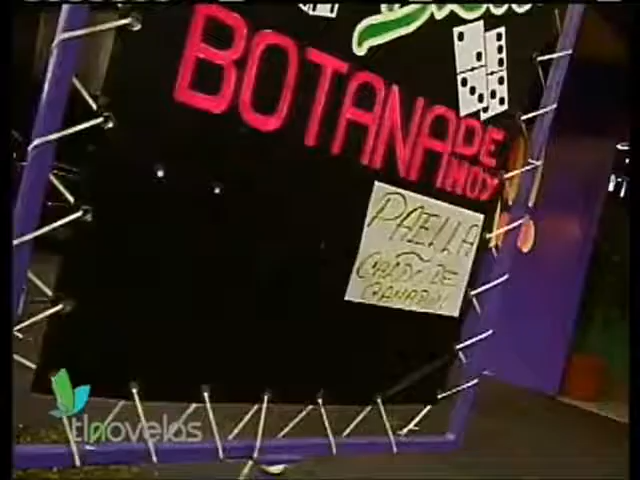 BOTANA DE HOY
PAELLA
CALDO DE
CAMARON
tlnovelas